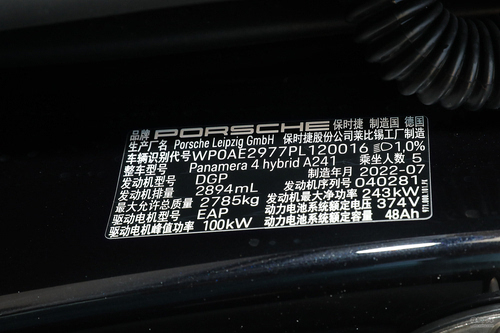 品牌 PORSCHE 保时捷 制造国 德国
生产厂名 Porsche Leipzig GmbH 保时捷股份公司莱比锡工厂制造
车辆识别代号 WP0AE2977PL120016 1,0%
整车型号 Panamera 4 hybrid A241 乘坐人数 5
发动机型号 DGP 制造年月 2022-07
发动机排量 2894mL 发动机序列号 040281
最大允许总质量 2785kg 发动机最大净功率 243kW
驱动电机型号 EAP 动力电池系统额定电压 374V
驱动电机峰值功率 100kW 动力电池系统额定容量 48Ah